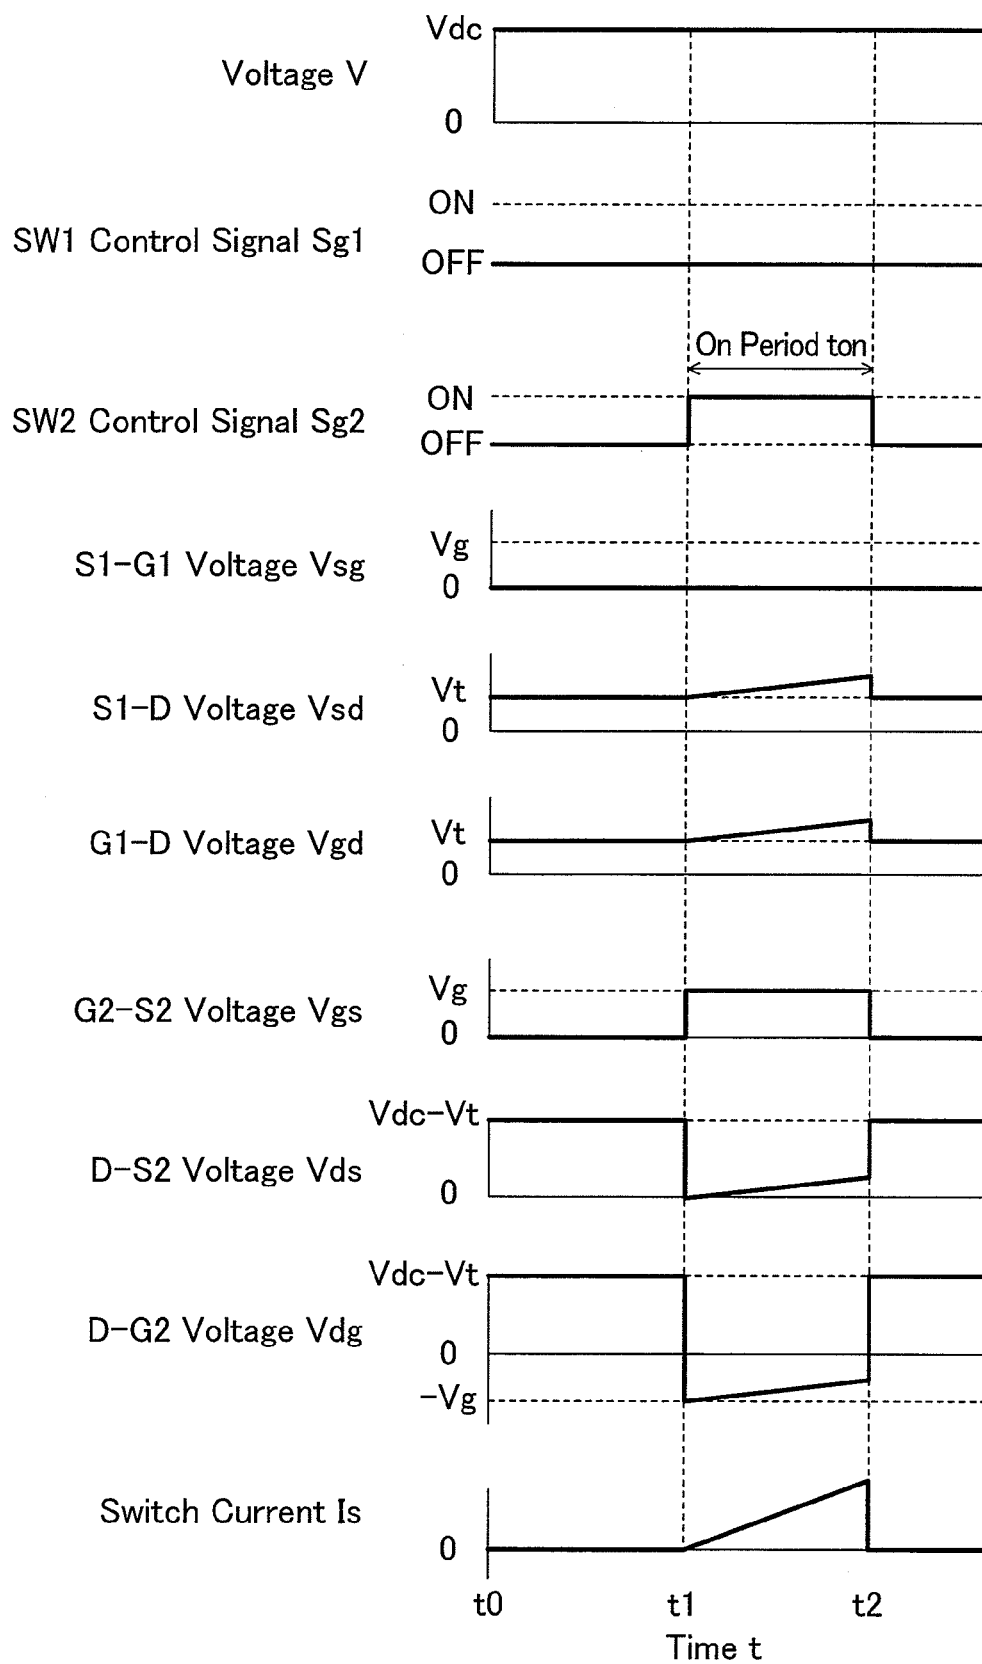 Vdc
Voltage V
0
ON
SW1 Control Signal Sg1
OFF
On Period ton
ON
SW2 Control Signal Sg2
OFF
Vg
S1-G1 Voltage Vsg
0
Vt
S1-D Voltage Vsd
0
Vt
G1-D Voltage Vgd
0
Vg
G2-S2 Voltage Vgs
0
Vdc-Vt
D-S2 Voltage Vds
0
Vdc-Vt
D-G2 Voltage Vdg
0
-Vg
Switch Current Is
0
t0 t1 t2
Time t